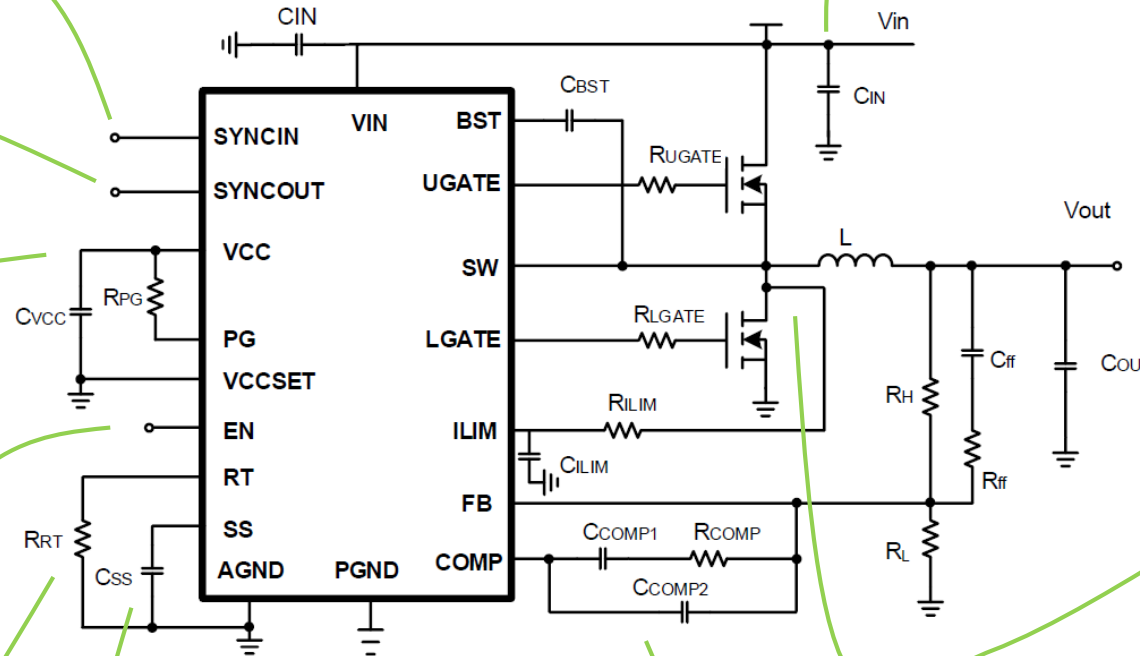 CIN
Vin
CBST
CIN
VIN
BST
SYNCIN
RUGATE
UGATE
SYNCOUT
Vout
L
VCC
SW
RPG
CVCC
RLGATE
PG
LGATE
Cff
COU
VCCSET
RH
RILIM
EN
ILIM
CILIM
RT
Rff
FB
SS
CCOMP1
RCOMP
RRT
RL
COMP
CSS
AGND
PGND
CCOMP2